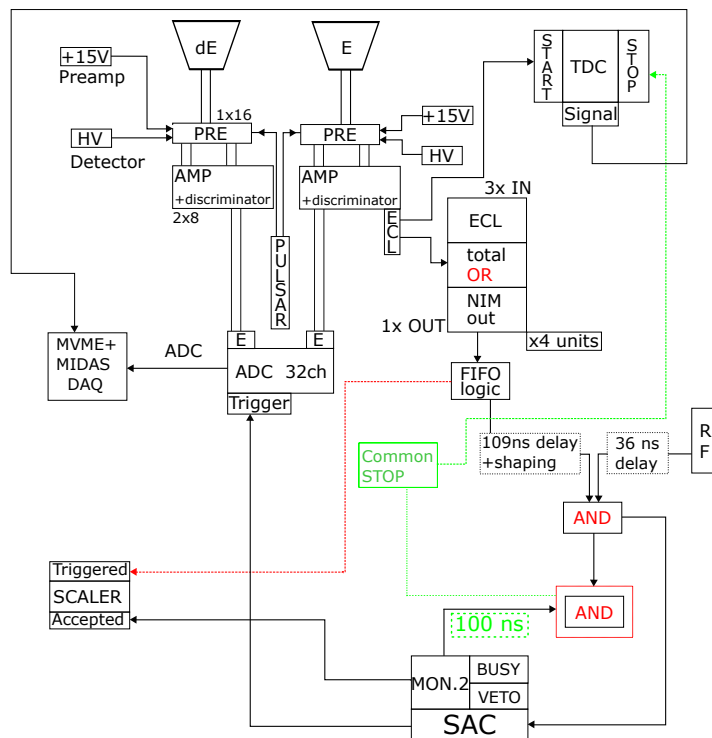 dE
E
+15V
Preamp
HV
Detector
1x16
PRE
PRE
+15V
HV
AMP
+discriminator
2x8
AMP
+discriminator
ECL
PULSAR
START
TDC
STOP
Signal
3x IN
ECL
total
OR
NIM
out
1x OUT
x4 units
MVME+
MIDAS
DAQ
ADC
E
E
ADC 32ch
Trigger
FIFO
logic
Common
STOP
109ns delay
+shaping
36 ns
delay
R
F
AND
AND
Triggered
SCALER
Accepted
100 ns
MON.2
BUSY
VETO
SAC